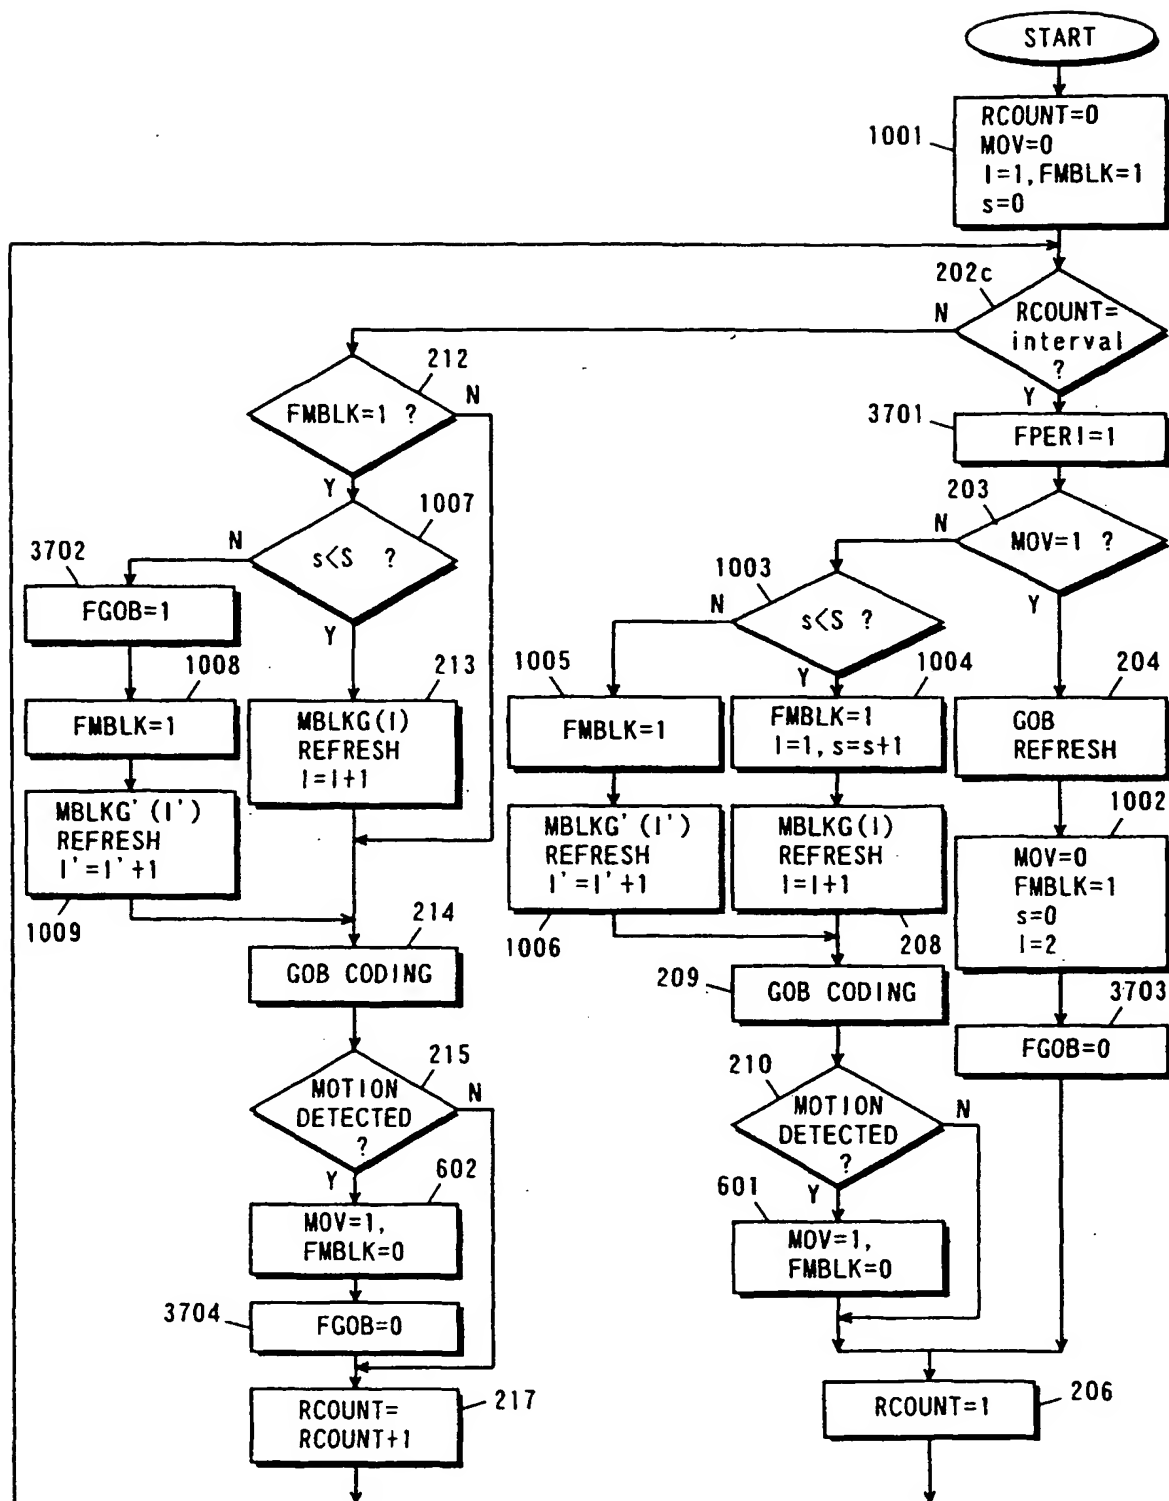 START
1001
RCOUNT=0
MOV=0
I=1,FMBLK=1
s=0
202c
N
RCOUNT=
interval
?
Y
212
FMBLK=1 ?
N
Y
3701
FPERI=1
203
N
MOV=1 ?
Y
1007
N
s<S ?
Y
3702
FGOB=1
1003
N
s<S ?
Y
1008
FMBLK=1
213
MBLKG(I)
REFRESH
I=I+1
1005
FMBLK=1
1004
FMBLK=1
I=1, s=s+1
204
GOB
REFRESH
MBLKG'(I')
REFRESH
I'=I'+1
1009
MBLKG'(I')
REFRESH
I'=I'+1
1006
MBLKG(I)
REFRESH
I=I+1
208
1002
MOV=0
FMBLK=1
s=0
I=2
214
GOB CODING
209
GOB CODING
3703
FGOB=0
215
MOTION
DETECTED
?
N
Y
210
MOTION
DETECTED
?
N
Y
602
MOV=1,
FMBLK=0
601
MOV=1,
FMBLK=0
3704
FGOB=0
RCOUNT=
RCOUNT+1
217
RCOUNT=1
206